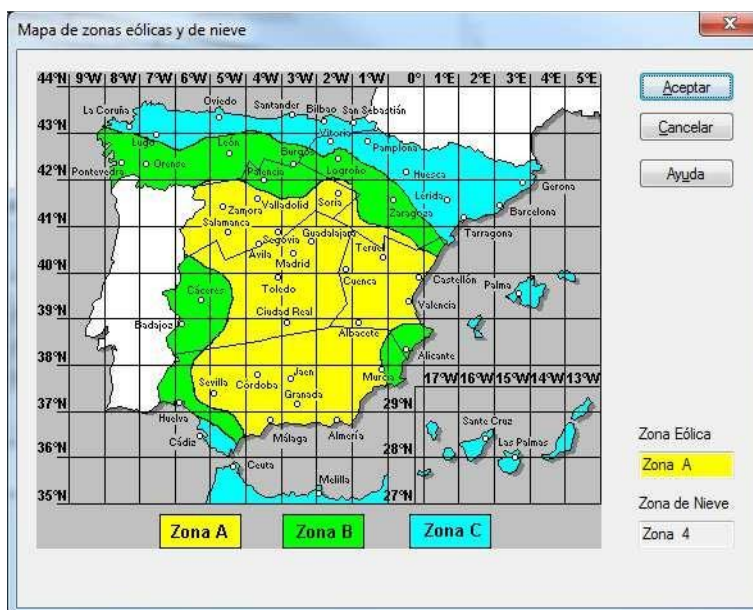 Mapa de zonas eólicas y de nieve
44°N 9°W 8°W 7°W 6°W 5°W 4°W 3°W 2°W 1°W 0° 1°E 2°E 3°E 4°E 5°E
43°N
42°N
41°N
40°N
39°N
38°N
37°N
36°N
35°N
La Coruña
Oviedo
Santander
Bilbao
San Sebastián
Lugo
León
Burgos
Vitoria
Pamplona
Pontevedra
Orense
Palencia
Logroño
Huesca
Lerida
Gerona
Zamora
Valladolid
Soria
Zaragoza
Barcelona
Tarragona
Salamanca
Segovia
Guadalajara
Teruel
Avila
Madrid
Cuenca
Castellón
Toledo
Palma
Cáceres
Valencia
Ciudad Real
Badajoz
Albacete
Alicante
Murcia
Sevilla
Córdoba
Jaen
Granada
Huelva
Cádiz
Málaga
Almería
Ceuta
Melilla
17°W 16°W 15°W 14°W 13°W
29°N
28°N
27°N
Sante Cruz
Las Palmas
Zona A
Zona B
Zona C
Aceptar
Cancelar
Ayuda
Zona Eólica
Zona A
Zona de Nieve
Zona 4